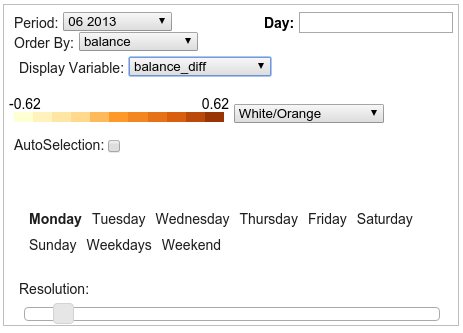 Period: 06 2013 Day:
Order By: balance
Display Variable: balance_diff
-0.62 0.62
White/Orange
AutoSelection:
Monday Tuesday Wednesday Thursday Friday Saturday
Sunday Weekdays Weekend
Resolution: